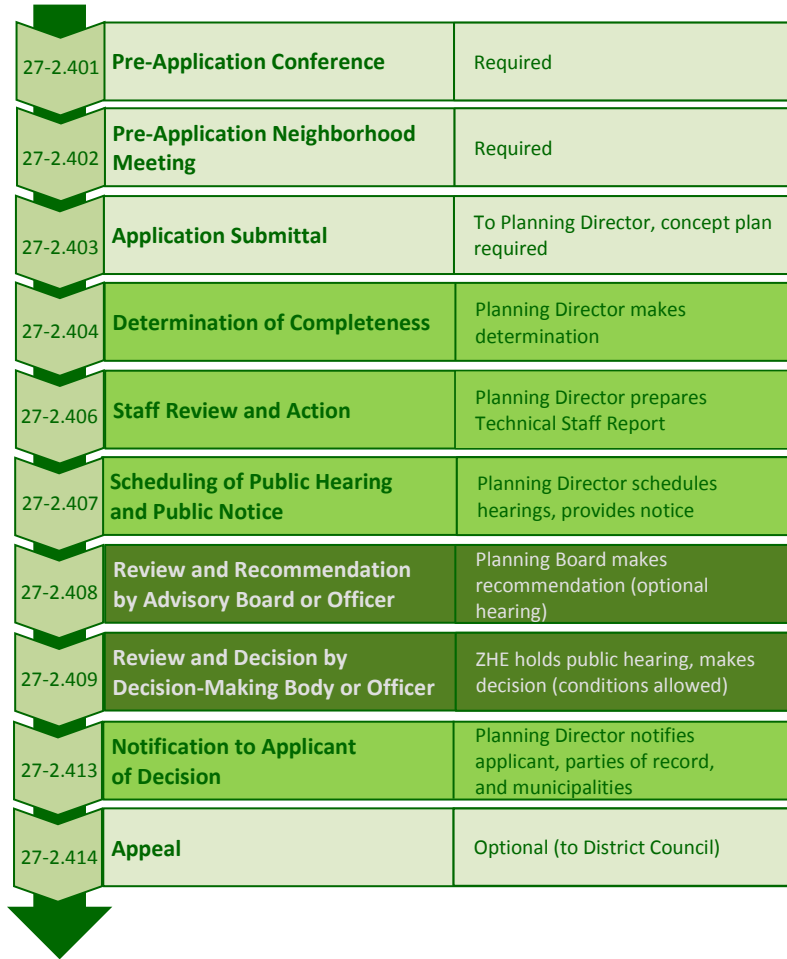 27-2.401
Pre-Application Conference
Required
27-2.402
Pre-Application Neighborhood
Meeting
Required
27-2.403
Application Submittal
To Planning Director, concept plan
required
27-2.404
Determination of Completeness
Planning Director makes
determination
27-2.406
Staff Review and Action
Planning Director prepares
Technical Staff Report
27-2.407
Scheduling of Public Hearing
and Public Notice
Planning Director schedules
hearings, provides notice
27-2.408
Review and Recommendation
by Advisory Board or Officer
Planning Board makes
recommendation (optional
hearing)
27-2.409
Review and Decision by
Decision-Making Body or Officer
ZHE holds public hearing, makes
decision (conditions allowed)
27-2.413
Notification to Applicant
of Decision
Planning Director notifies
applicant, parties of record,
and municipalities
27-2.414
Appeal
Optional (to District Council)